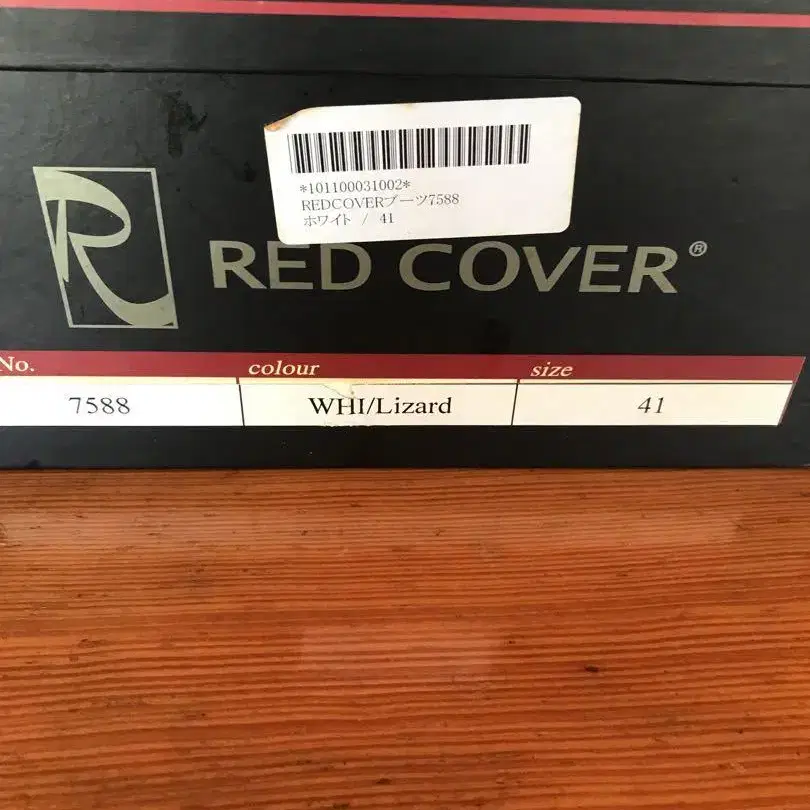 *101100031002*
REDCOVERブーツ7588
ホワイト / 41
R
RED COVER®
No. colour size
7588 WHI/Lizard 41